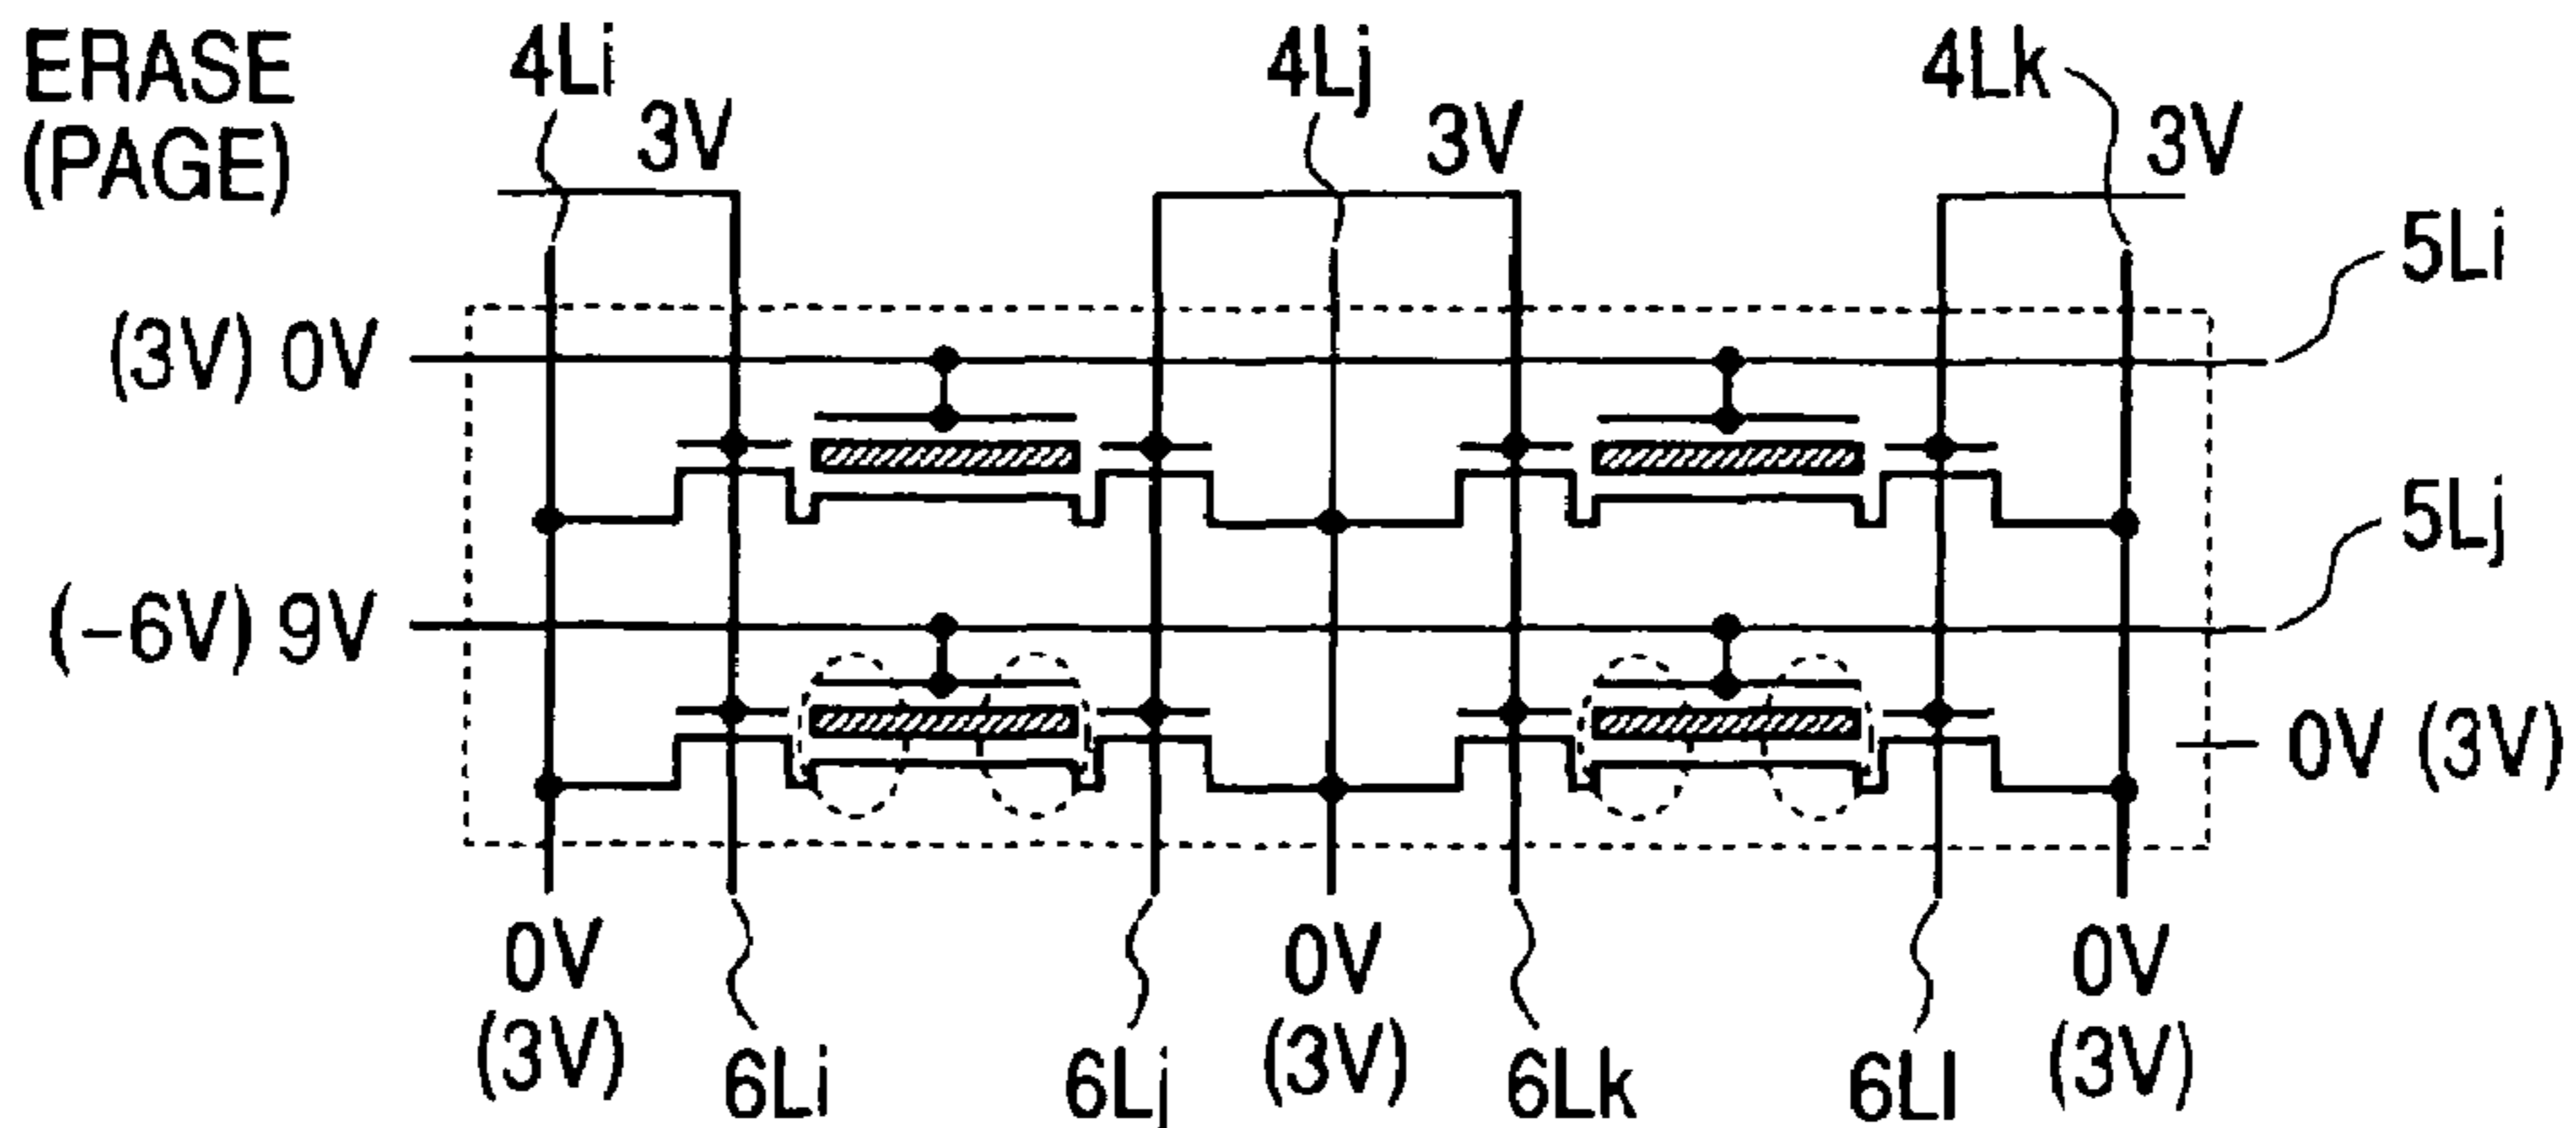 ERASE
(PAGE)
4Li
4Lj
4Lk
3V
3V
3V
5Li
(3V) 0V
5Lj
(-6V) 9V
0V (3V)
0V
(3V)
0V
(3V)
0V
(3V)
6Li
6Lj
6Lk
6Ll